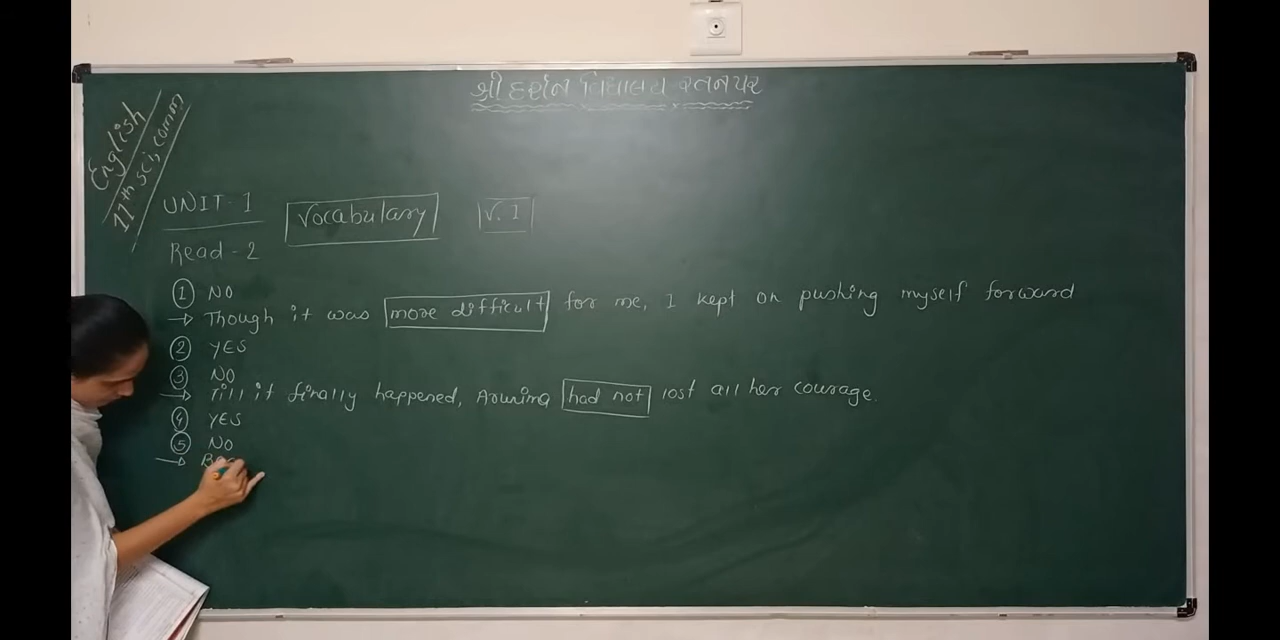 શ્રી દર્શન વિદ્યાલય રતનપર
English
11th sci, comm
UNIT-1
Vocabulary
V. I
Read-2
① NO
→ Though it was more difficult for me, I kept on pushing myself forward
② YES
③ NO
→ Till it finally happened, Arunima had not lost all her courage.
④ YES
⑤ NO
→